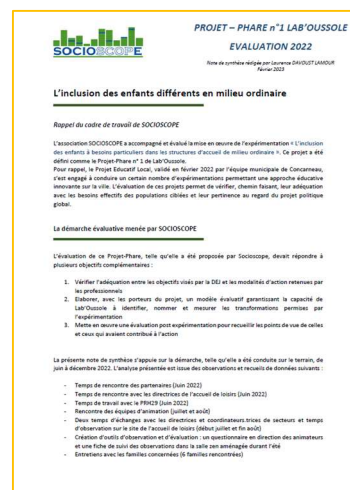 SOCIOSCOPE
PROJET – PHARE n°1 LAB'OUSSOLE
EVALUATION 2022
Note de synthèse rédigée par Laurence DAVOUST LAMOUR
Février 2023
L'inclusion des enfants différents en milieu ordinaire
Rappel du cadre de travail de SOCIOSCOPE
L'association SOCIOSCOPE a accompagné et évalué la mise en œuvre de l'expérimentation « L'inclusion
des enfants à besoins particuliers dans les structures d'accueil de milieu ordinaire ». Ce projet a été
défini comme le Projet-Phare n° 1 de Lab'Oussole.
Pour rappel, le Projet Educatif Local, validé en février 2022 par l'équipe municipale de Concarneau,
s'est engagé à conduire un certain nombre d'expérimentations permettant une approche éducative
innovante sur la ville. L'évaluation de ces projets permet de vérifier, chemin faisant, leur adéquation
avec les besoins effectifs des populations ciblées et leur pertinence au regard du projet politique
global.
La démarche évaluative menée par SOCIOSCOPE
L'évaluation de ce Projet-Phare, telle qu'elle a été proposée par Socioscope, devait répondre à
plusieurs objectifs complémentaires :
1. Vérifier l'adéquation entre les objectifs visés par la DEJ et les modalités d'action retenues par
les professionnels
2. Elaborer, avec les porteurs du projet, un modèle évaluatif garantissant la capacité de
Lab'Oussole à identifier, nommer et mesurer les transformations permises par
l'expérimentation
3. Mettre en œuvre une évaluation post expérimentation pour recueillir les points de vue de celles
et ceux qui avaient contribué à l'action
La présente note de synthèse s'appuie sur la démarche, telle qu'elle a été conduite sur le terrain, de
juin à décembre 2022. L'analyse présentée est issue des observations et recueils de données suivants :
- Temps de rencontre des partenaires (Juin 2022)
- Temps de rencontre avec les directrices de l'accueil de loisirs (Juin 2022)
- Temps de travail avec le PRH29 (Juin 2022)
- Rencontre des équipes d'animation (juillet et août)
- Deux temps d'échanges avec les directrices et coordinateurs.trices de secteurs et temps
d'observation sur le site de l'accueil de loisirs (début juillet et fin août)
- Création d'outils d'observation et d'évaluation : un questionnaire en direction des animateurs
et une fiche de suivi des observations dans la salle zen aménagée durant l'été
- Entretiens avec les familles concernées (6 familles rencontrées)